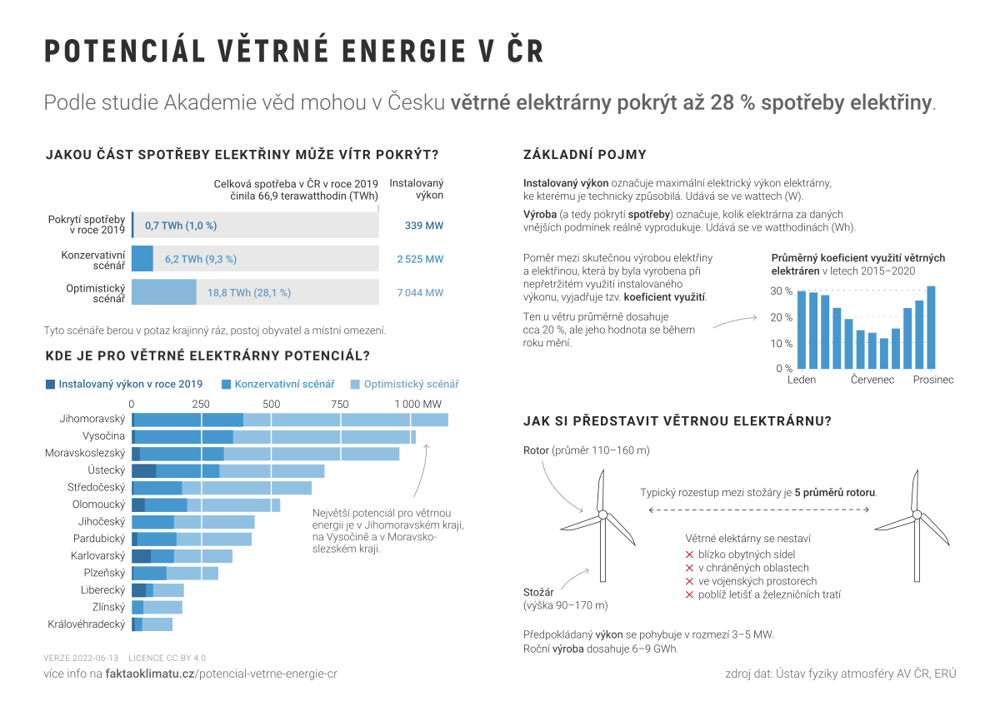 POTENCIÁL VĚTRNÉ ENERGIE V ČR
Podle studie Akademie věd mohou v Česku větrné elektrárny pokrýt až 28 % spotřeby elektřiny.
JAKOU ČÁST SPOTŘEBY ELEKTŘINY MŮŽE VÍTR POKRÝT?
Celková spotřeba v ČR v roce 2019
činila 66,9 terawatthodin (TWh)
Instalovaný
výkon
Pokrytí spotřeby
v roce 2019
0,7 TWh (1,0 %)
339 MW
Konzervativní
scénář
6,2 TWh (9,3 %)
2 525 MW
Optimistický
scénář
18,8 TWh (28,1 %)
7 044 MW
Tyto scénáře berou v potaz krajinný ráz, postoj obyvatel a místní omezení.
KDE JE PRO VĚTRNÉ ELEKTRÁRNY POTENCIÁL?
Instalovaný výkon v roce 2019
Konzervativní scénář
Optimistický scénář
0 250 500 750 1 000 MW
Jihomoravský
Vysočina
Moravskoslezský
Ústecký
Středočeský
Olomoucký
Jihočeský
Pardubický
Karlovarský
Plzeňský
Liberecký
Zlínský
Královéhradecký
Největší potenciál pro větrnou
energii je v Jihomoravském kraji,
na Vysočině a v Moravsko-
slezském kraji.
ZÁKLADNÍ POJMY
Instalovaný výkon označuje maximální elektrický výkon elektrárny,
ke kterému je technicky způsobilá. Udává se ve wattech (W).
Výroba (a tedy pokrytí spotřeby) označuje, kolik elektrárna za daných
vnějších podmínek reálně vyprodukuje. Udává se ve watthodinách (Wh).
Poměr mezi skutečnou výrobou elektřiny
a elektřinou, která by byla vyrobena při
nepřetržitém využití instalovaného
výkonu, vyjadřuje tzv. koeficient využití.
Ten u větru průměrně dosahuje
cca 20 %, ale jeho hodnota se během
roku mění.
Průměrný koeficient využití větrných
elektráren v letech 2015–2020
30 %
20 %
10 %
0 %
Leden Červenec Prosinec
JAK SI PŘEDSTAVIT VĚTRNOU ELEKTRÁRNU?
Rotor (průměr 110–160 m)
Typický rozestup mezi stožáry je 5 průměrů rotoru.
Větrné elektárny se nestaví
× blízko obytných sídel
× v chráněných oblastech
× ve vojenských prostorech
× poblíž letišť a železničních tratí
Stožár
(výška 90–170 m)
Předpokládaný výkon se pohybuje v rozmezí 3–5 MW.
Roční výroba dosahuje 6–9 GWh.
VERZE 2022-06-13 LICENCE CC BY 4.0
více info na faktaoklimatu.cz/potencial-vetrne-energie-cr
zdroj dat: Ústav fyziky atmosféry AV ČR, ERÚ